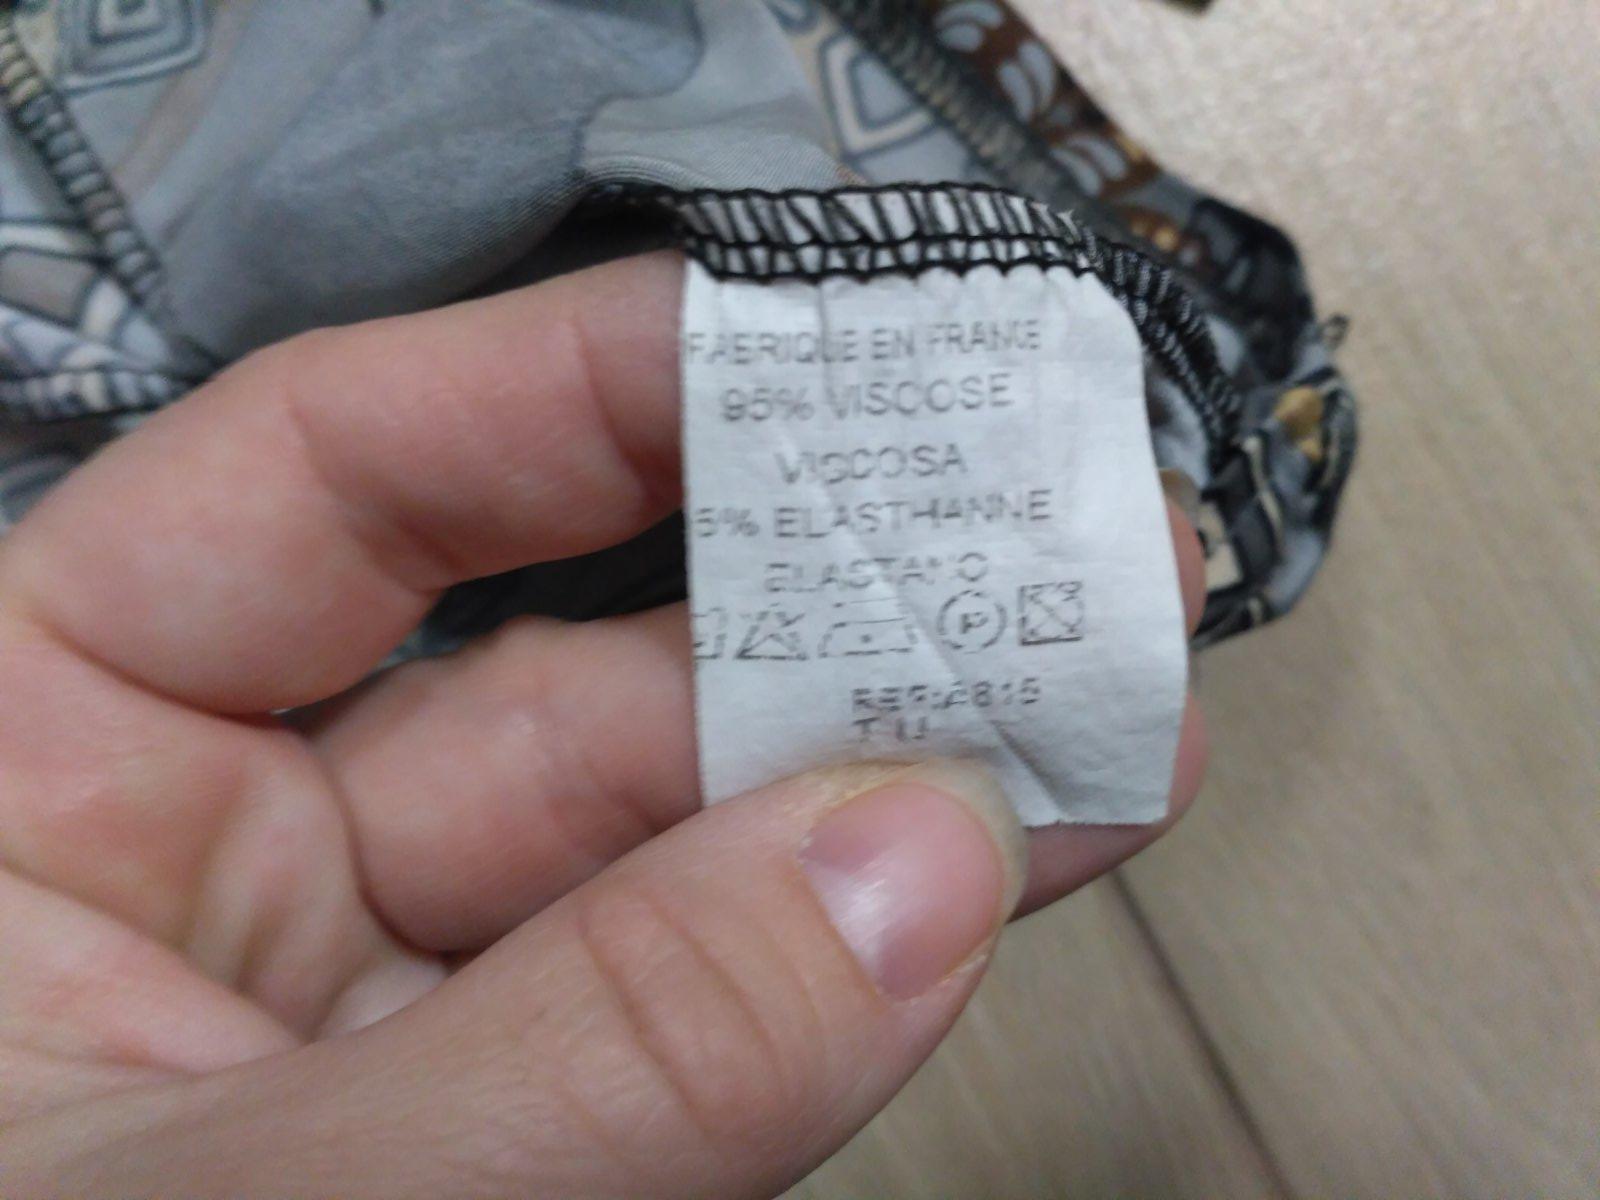 FABRIQUE EN FRANCE
95% VISCOSE
VISCOSA
5% ELASTHANNE
ELASTANO
P
REF:A815
T U